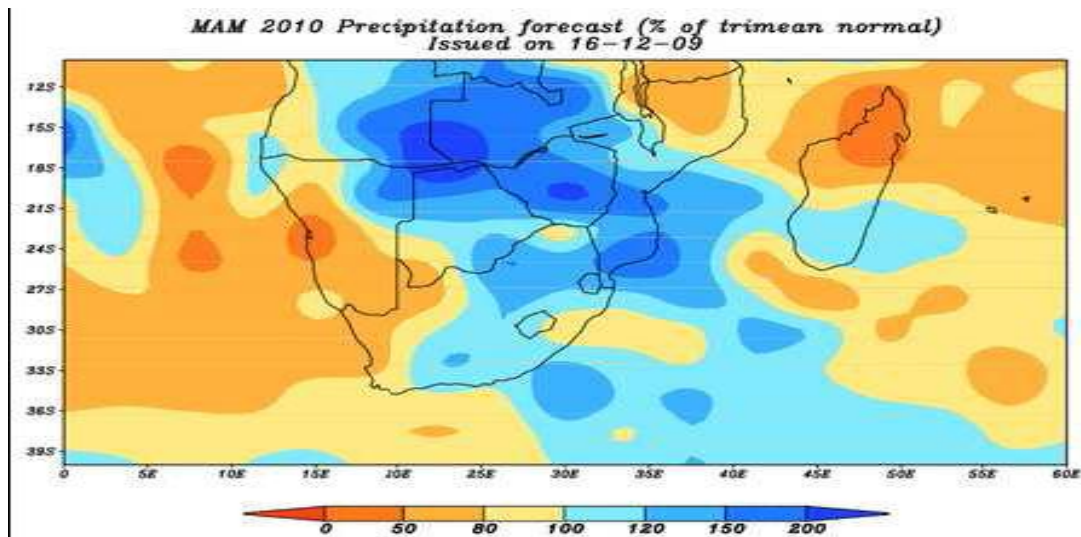 MAM 2010 Precipitation forecast (% of trimean normal)
Issued on 16-12-09
12S
15S
18S
21S
24S
27S
30S
33S
36S
39S
0 5E 10E 15E 20E 25E 30E 35E 40E 45E 50E 55E 60E
0 50 80 100 120 150 200